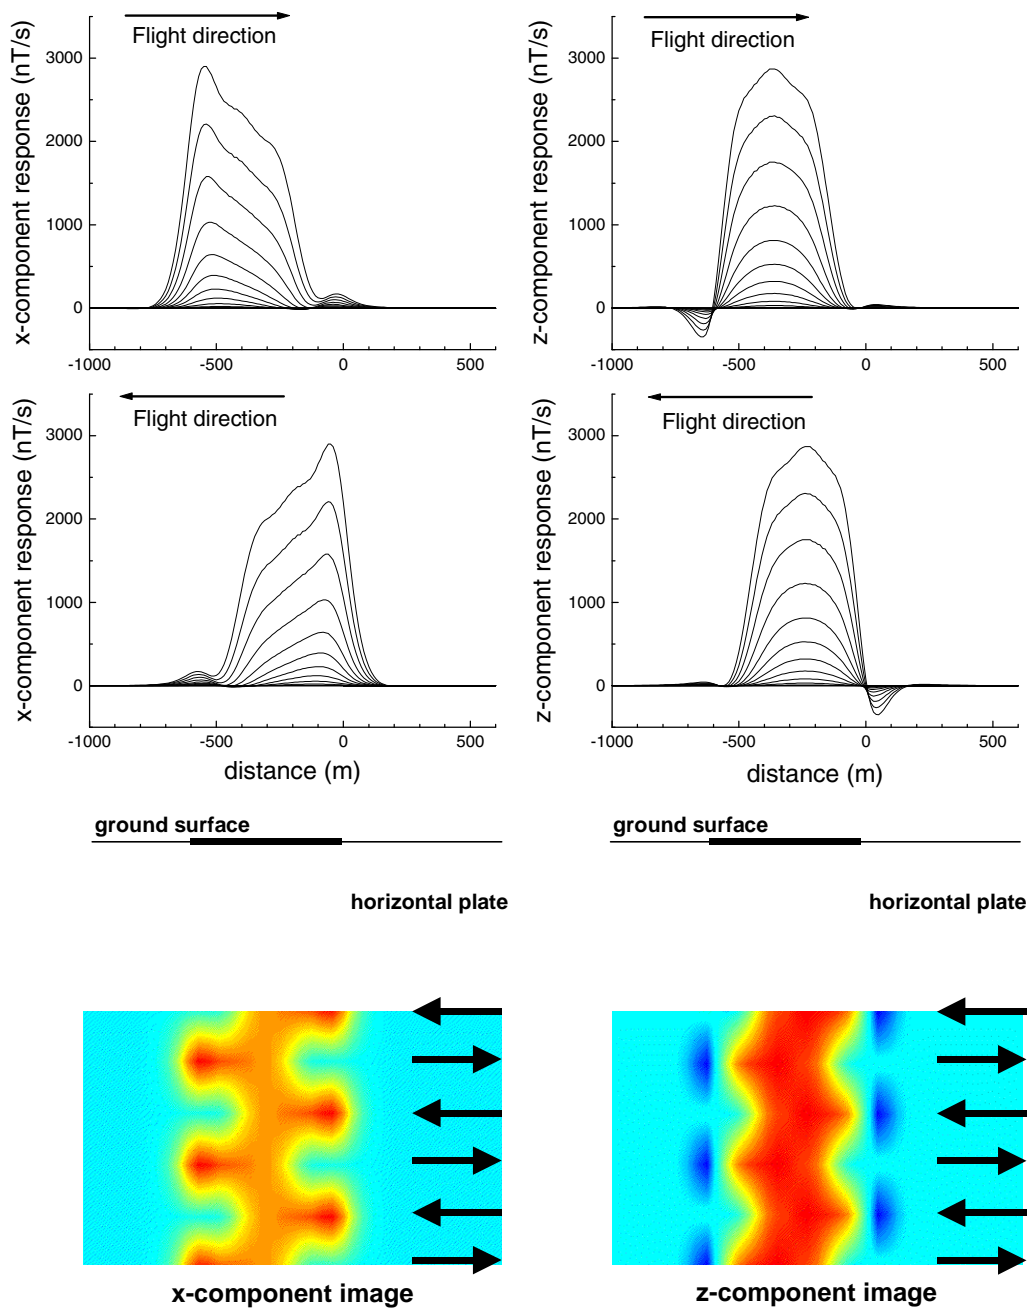 x-component response (nT/s)
Flight direction
3000
2000
1000
0
-1000
-500
0
500
z-component response (nT/s)
Flight direction
3000
2000
1000
0
-1000
-500
0
500
x-component response (nT/s)
Flight direction
3000
2000
1000
0
-1000
-500
0
500
distance (m)
z-component response (nT/s)
Flight direction
3000
2000
1000
0
-1000
-500
0
500
distance (m)
ground surface
horizontal plate
ground surface
horizontal plate
x-component image
z-component image